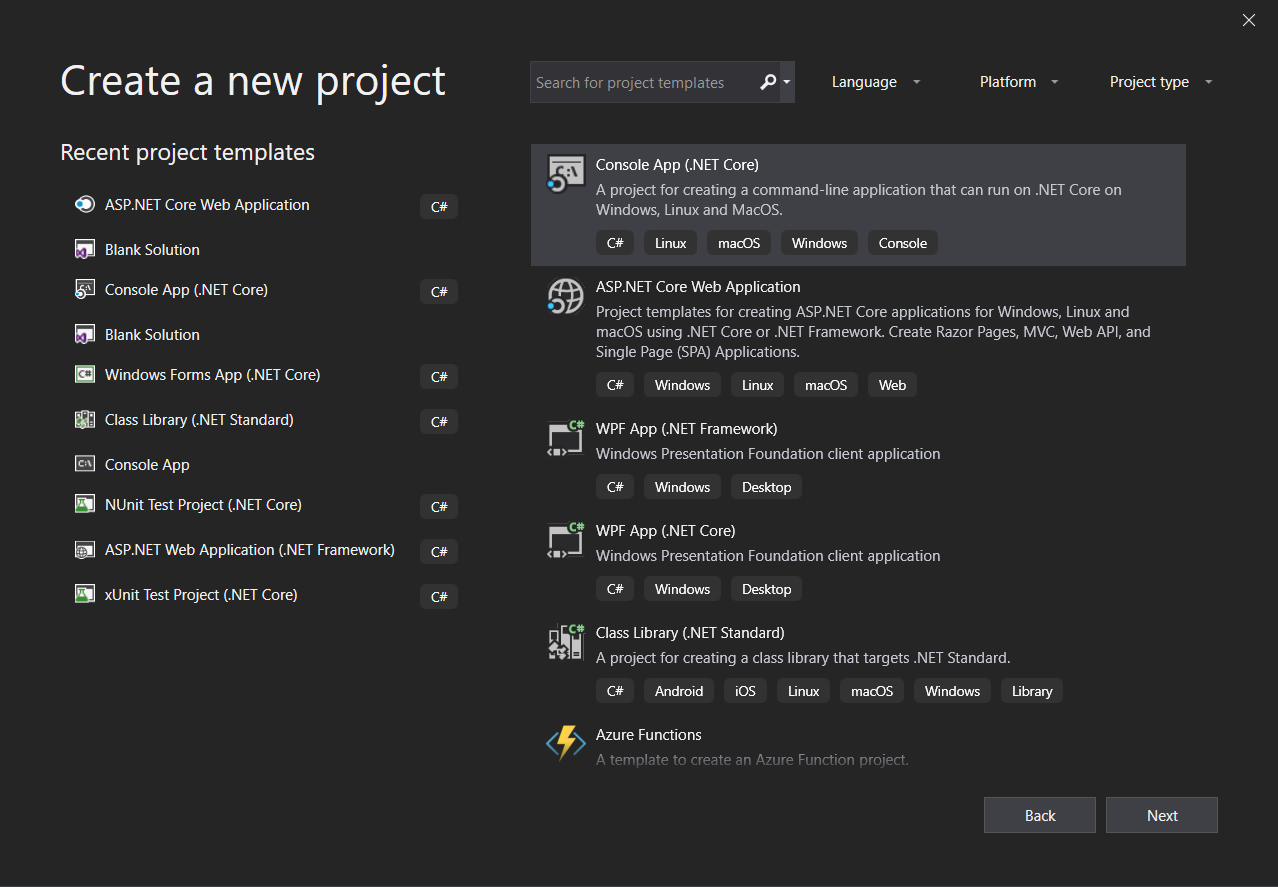 Create a new project
Search for project templates
Language
Platform
Project type
Recent project templates
ASP.NET Core Web Application
C#
Blank Solution
Console App (.NET Core)
C#
Blank Solution
Windows Forms App (.NET Core)
C#
Class Library (.NET Standard)
C#
Console App
NUnit Test Project (.NET Core)
C#
ASP.NET Web Application (.NET Framework)
C#
xUnit Test Project (.NET Core)
C#
Console App (.NET Core)
A project for creating a command-line application that can run on .NET Core on
Windows, Linux and MacOS.
C# Linux macOS Windows Console
ASP.NET Core Web Application
Project templates for creating ASP.NET Core applications for Windows, Linux and
macOS using .NET Core or .NET Framework. Create Razor Pages, MVC, Web API, and
Single Page (SPA) Applications.
C# Windows Linux macOS Web
WPF App (.NET Framework)
Windows Presentation Foundation client application
C# Windows Desktop
WPF App (.NET Core)
Windows Presentation Foundation client application
C# Windows Desktop
Class Library (.NET Standard)
A project for creating a class library that targets .NET Standard.
C# Android iOS Linux macOS Windows Library
Azure Functions
A template to create an Azure Function project.
Back
Next